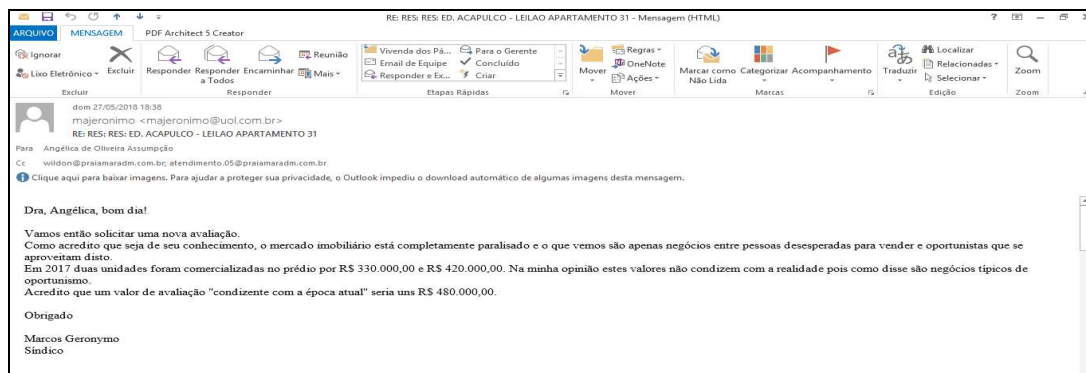 RE: RES: RES: ED. ACAPULCO - LEILAO APARTAMENTO 31 - Mensagem (HTML)
ARQUIVO MENSAGEM PDF Architect 5 Creator
Ignorar
Lixo Eletrônico
Excluir
Responder
Responder a Todos
Encaminhar
Reunião
Mais
Vivenda dos Pá...
Email de Equipe
Responder e Ex...
Para o Gerente
Concluído
Criar
Mover
Regras
OneNote
Ações
Marcar como Não Lida
Categorizar
Acompanhamento
Traduzir
Localizar
Relacionadas
Selecionar
Zoom
Excluir Responder Etapas Rápidas Mover Marcas Edição Zoom
dom 27/05/2018 18:38
majeronimo <majeronimo@uol.com.br>
RE: RES: RES: ED. ACAPULCO - LEILAO APARTAMENTO 31
Para Angélica de Oliveira Assumpção
Cc wildon@praiamaradm.com.br; atendimento.05@praiamaradm.com.br
Clique aqui para baixar imagens. Para ajudar a proteger sua privacidade, o Outlook impediu o download automático de algumas imagens desta mensagem.
Dra, Angélica, bom dia!
Vamos então solicitar uma nova avaliação.
Como acredito que seja de seu conhecimento, o mercado imobiliário está completamente paralisado e o que vemos são apenas negócios entre pessoas desesperadas para vender e oportunistas que se
aproveitam disto.
Em 2017 duas unidades foram comercializadas no prédio por R$ 330.000,00 e R$ 420.000,00. Na minha opinião estes valores não condizem com a realidade pois como disse são negócios típicos de
oportunismo.
Acredito que um valor de avaliação "condizente com a época atual" seria uns R$ 480.000,00.
Obrigado
Marcos Geronymo
Síndico